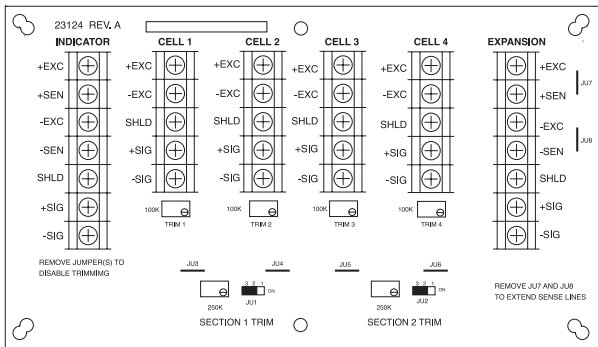 23124 REV. A
INDICATOR CELL 1 CELL 2 CELL 3 CELL 4 EXPANSION
+EXC +EXC +EXC +EXC +EXC +EXC
JU7
+SEN -EXC -EXC -EXC -EXC +SEN
-EXC SHLD SHLD SHLD SHLD -EXC
JU8
-SEN +SIG +SIG +SIG +SIG -SEN
SHLD -SIG -SIG -SIG -SIG SHLD
+SIG 100K 100K 100K 100K +SIG
TRIM 1 TRIM 2 TRIM 3 TRIM 4
-SIG -SIG
REMOVE JUMPER(S) TO
DISABLE TRIMMIMG
JU3 JU4 JU5 JU6
3 2 1 ON 3 2 1 ON
REMOVE JU7 AND JU8
TO EXTEND SENSE LINES
250K JU1 250K JU2
SECTION 1 TRIM SECTION 2 TRIM